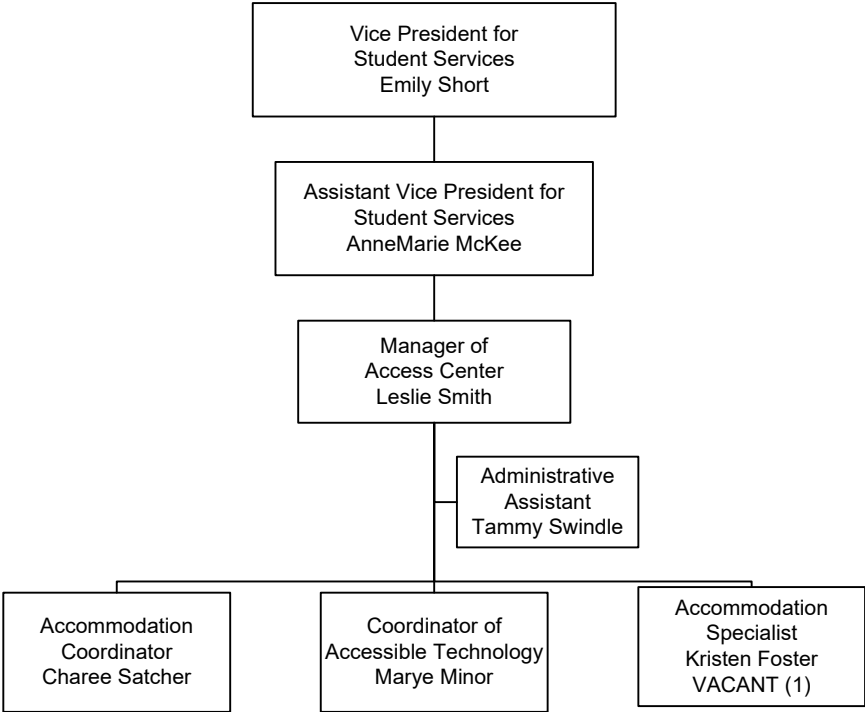 Vice President for
Student Services
Emily Short
Assistant Vice President for
Student Services
AnneMarie McKee
Manager of
Access Center
Leslie Smith
Administrative
Assistant
Tammy Swindle
Accommodation
Coordinator
Charee Satcher
Coordinator of
Accessible Technology
Marye Minor
Accommodation
Specialist
Kristen Foster
VACANT (1)